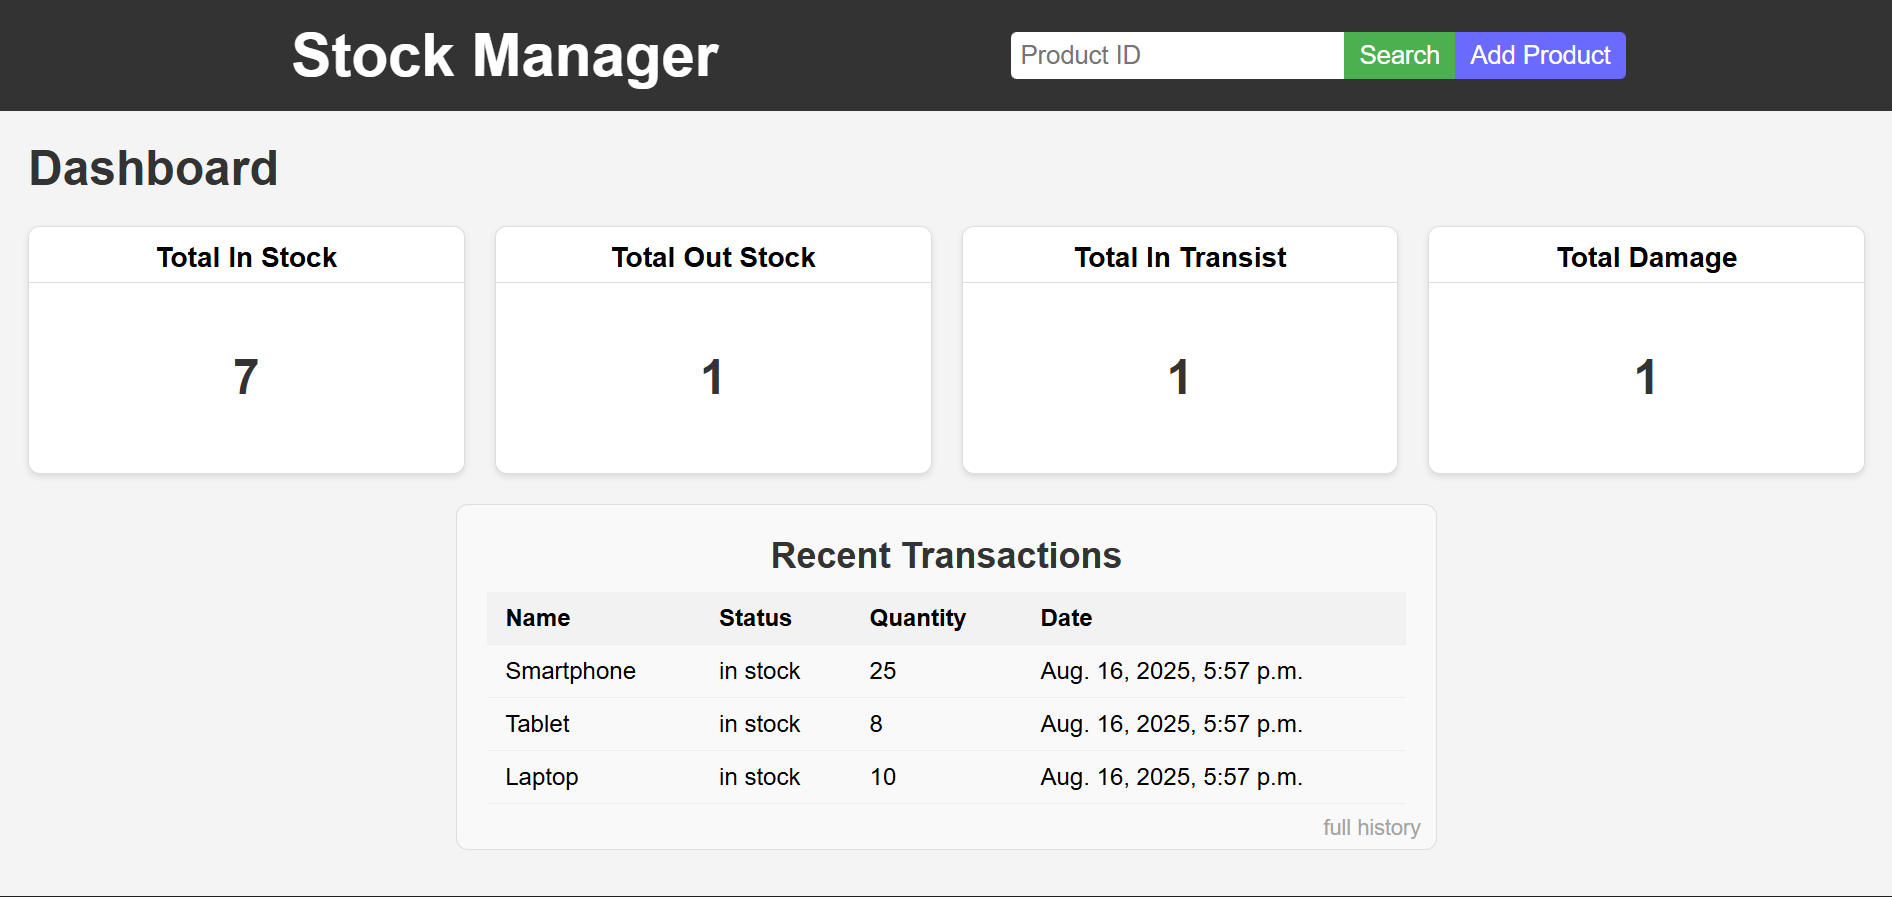 Stock Manager
Product ID Search Add Product
Dashboard
Total In Stock Total Out Stock Total In Transist Total Damage
7 1 1 1
Recent Transactions
Name Status Quantity Date
Smartphone in stock 25 Aug. 16, 2025, 5:57 p.m.
Tablet in stock 8 Aug. 16, 2025, 5:57 p.m.
Laptop in stock 10 Aug. 16, 2025, 5:57 p.m.
full history